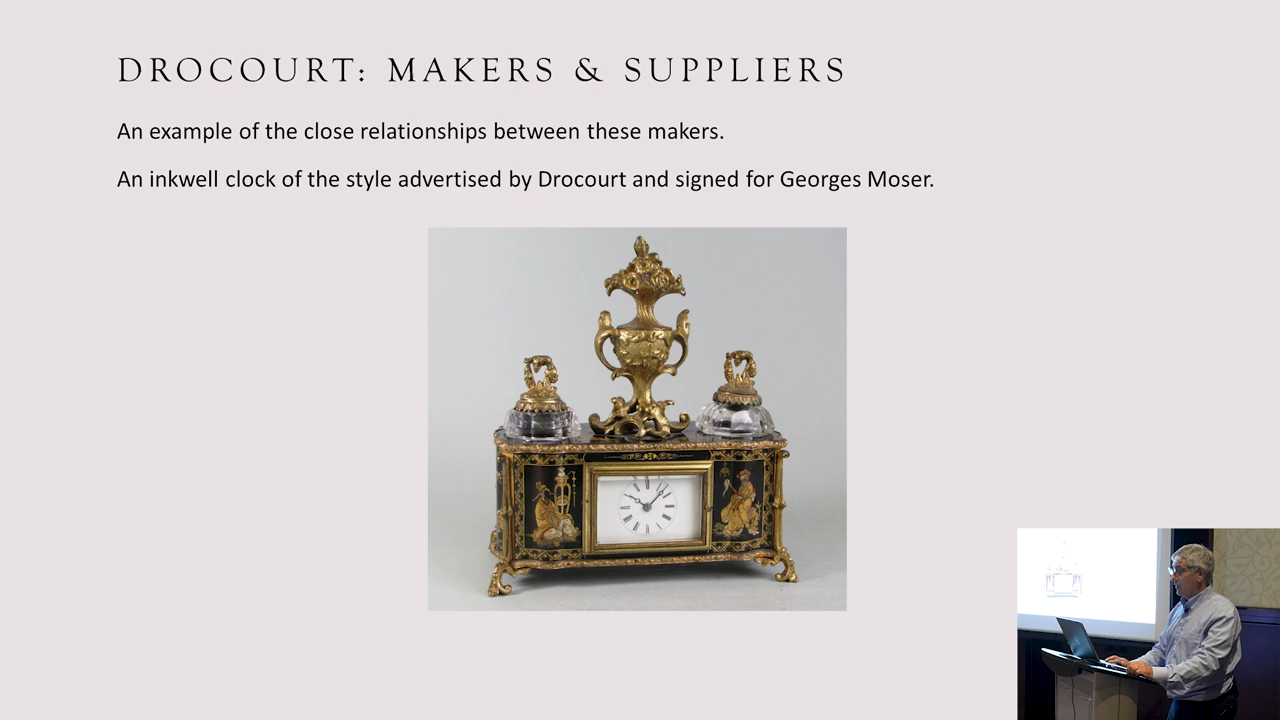 DROCOURT: MAKERS & SUPPLIERS
An example of the close relationships between these makers.
An inkwell clock of the style advertised by Drocourt and signed for Georges Moser.